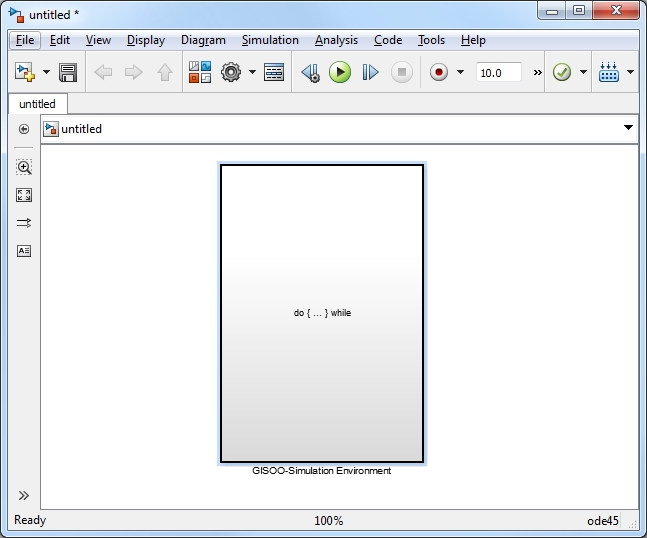 untitled *
File Edit View Display Diagram Simulation Analysis Code Tools Help
10.0 »
untitled
untitled
do { ... } while
GISOO-Simulation Environment
Ready 100% ode45